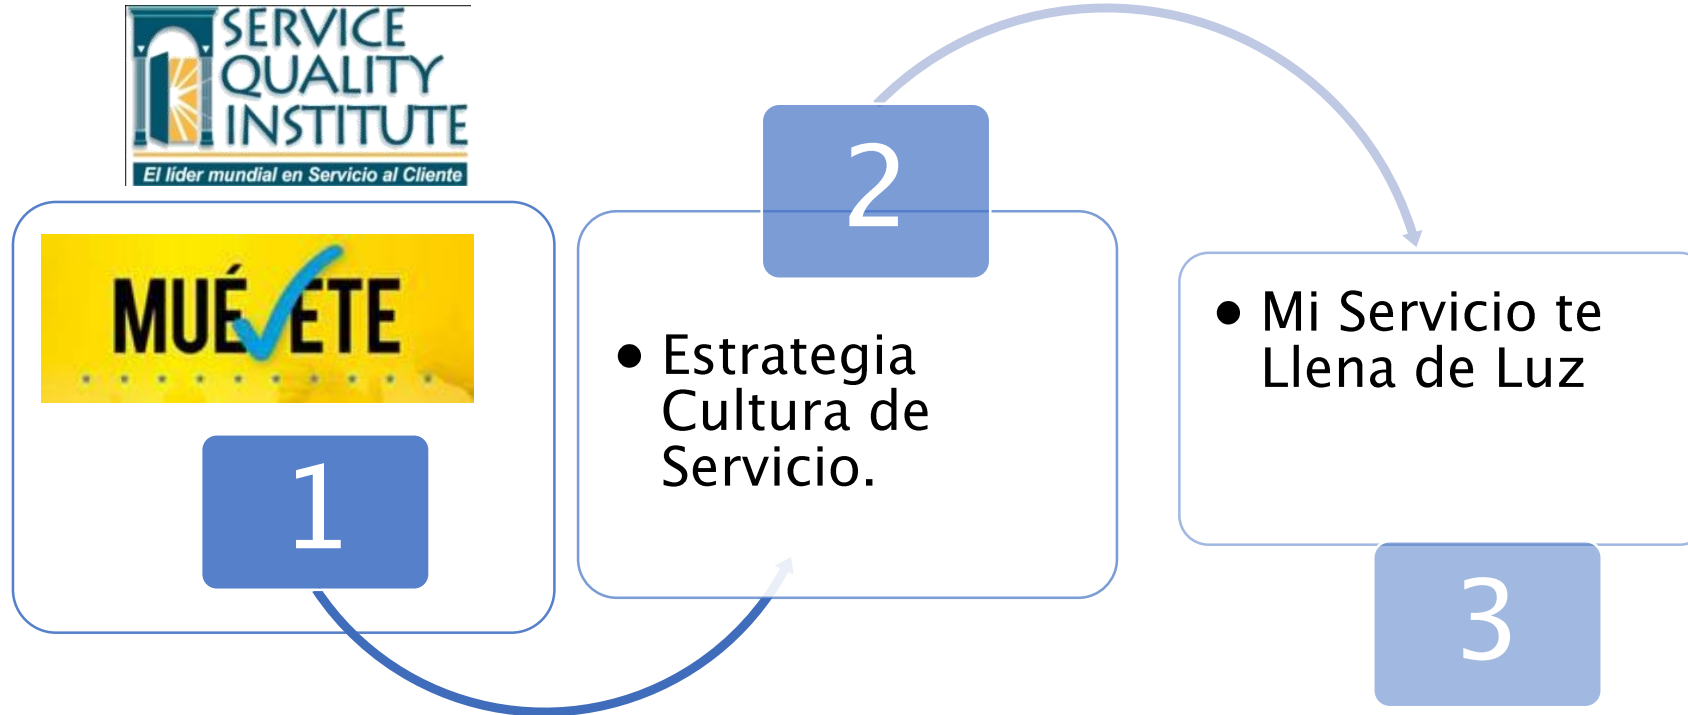 SERVICE
QUALITY
INSTITUTE
El líder mundial en Servicio al Cliente
MUÉVETE
1
2
• Estrategia
Cultura de
Servicio.
• Mi Servicio te
Llena de Luz
3